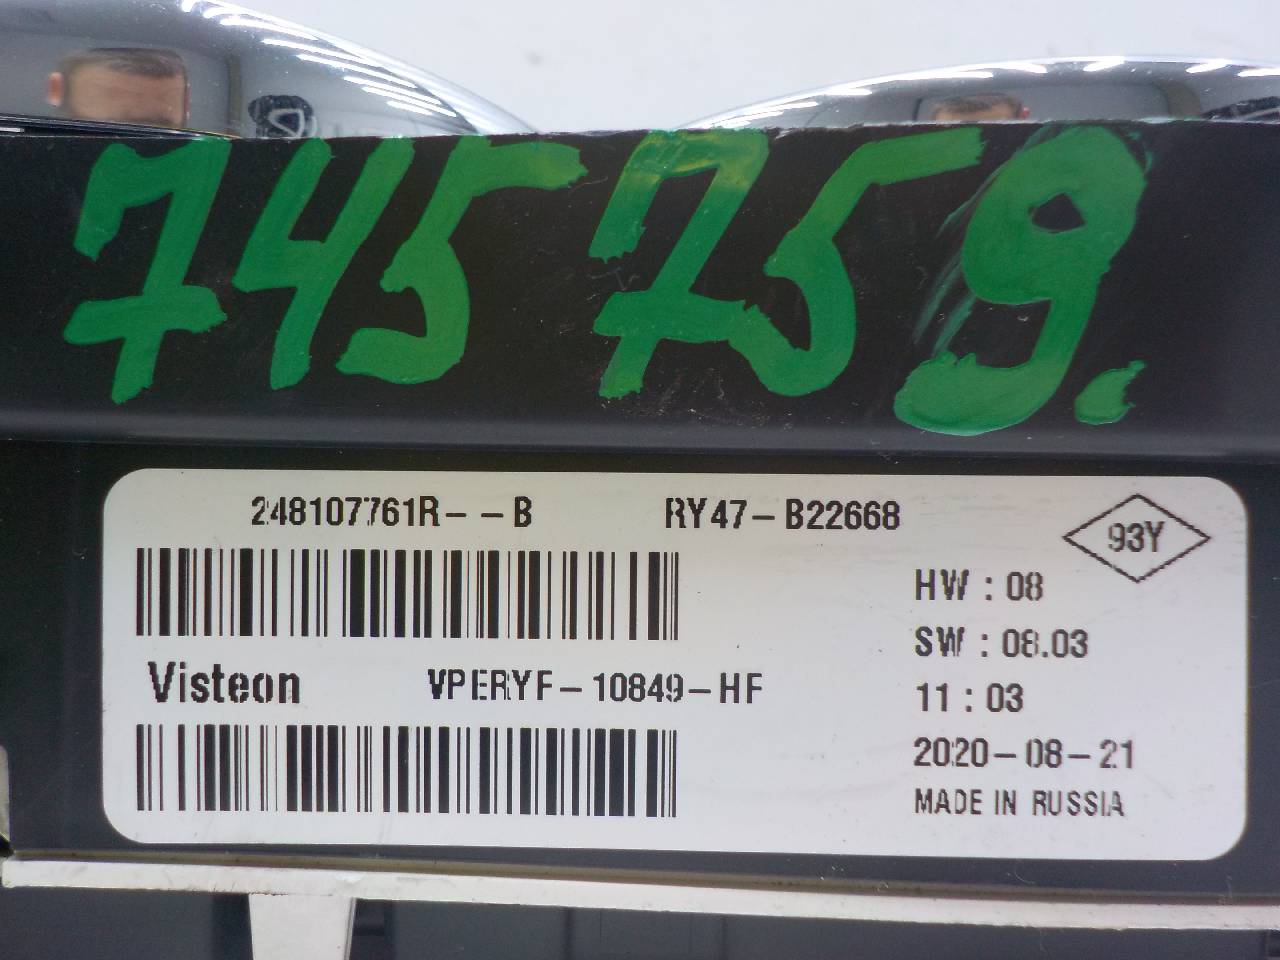 745759.
248107761R--B RY47-B22668
93Y
HW : 08
SW : 08.03
Visteon VPERYF-10849-HF
11 : 03
2020-08-21
MADE IN RUSSIA